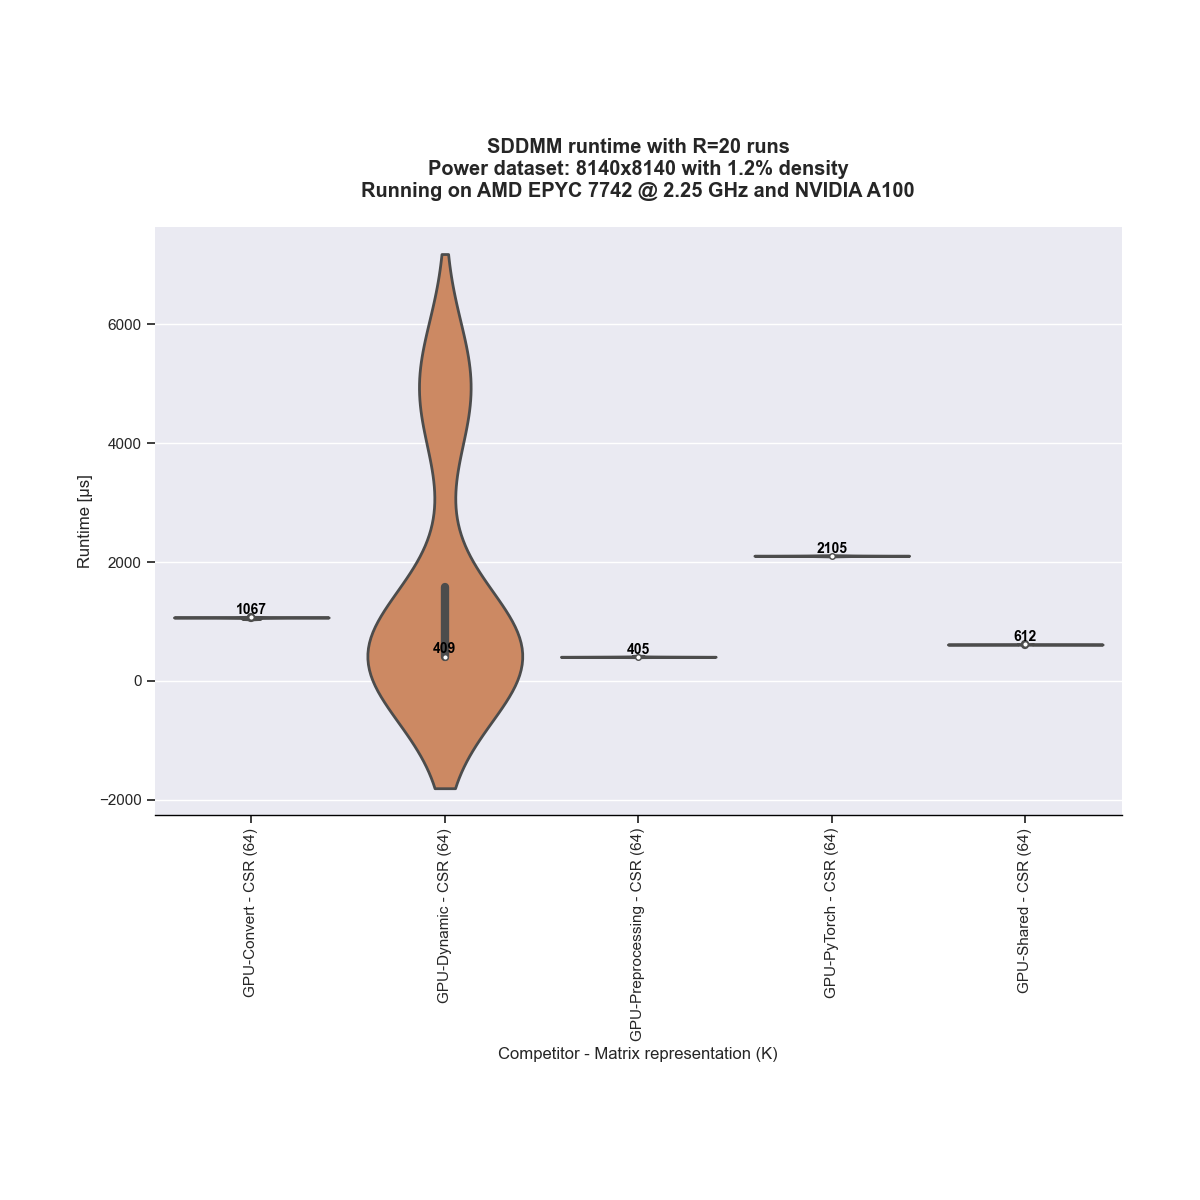 SDDMM runtime with R=20 runs
Power dataset: 8140x8140 with 1.2% density
Running on AMD EPYC 7742 @ 2.25 GHz and NVIDIA A100
Runtime [µs]
6000
4000
2000
0
−2000
1067
409
405
2105
612
GPU-Convert - CSR (64)
GPU-Dynamic - CSR (64)
GPU-Preprocessing - CSR (64)
GPU-PyTorch - CSR (64)
GPU-Shared - CSR (64)
Competitor - Matrix representation (K)